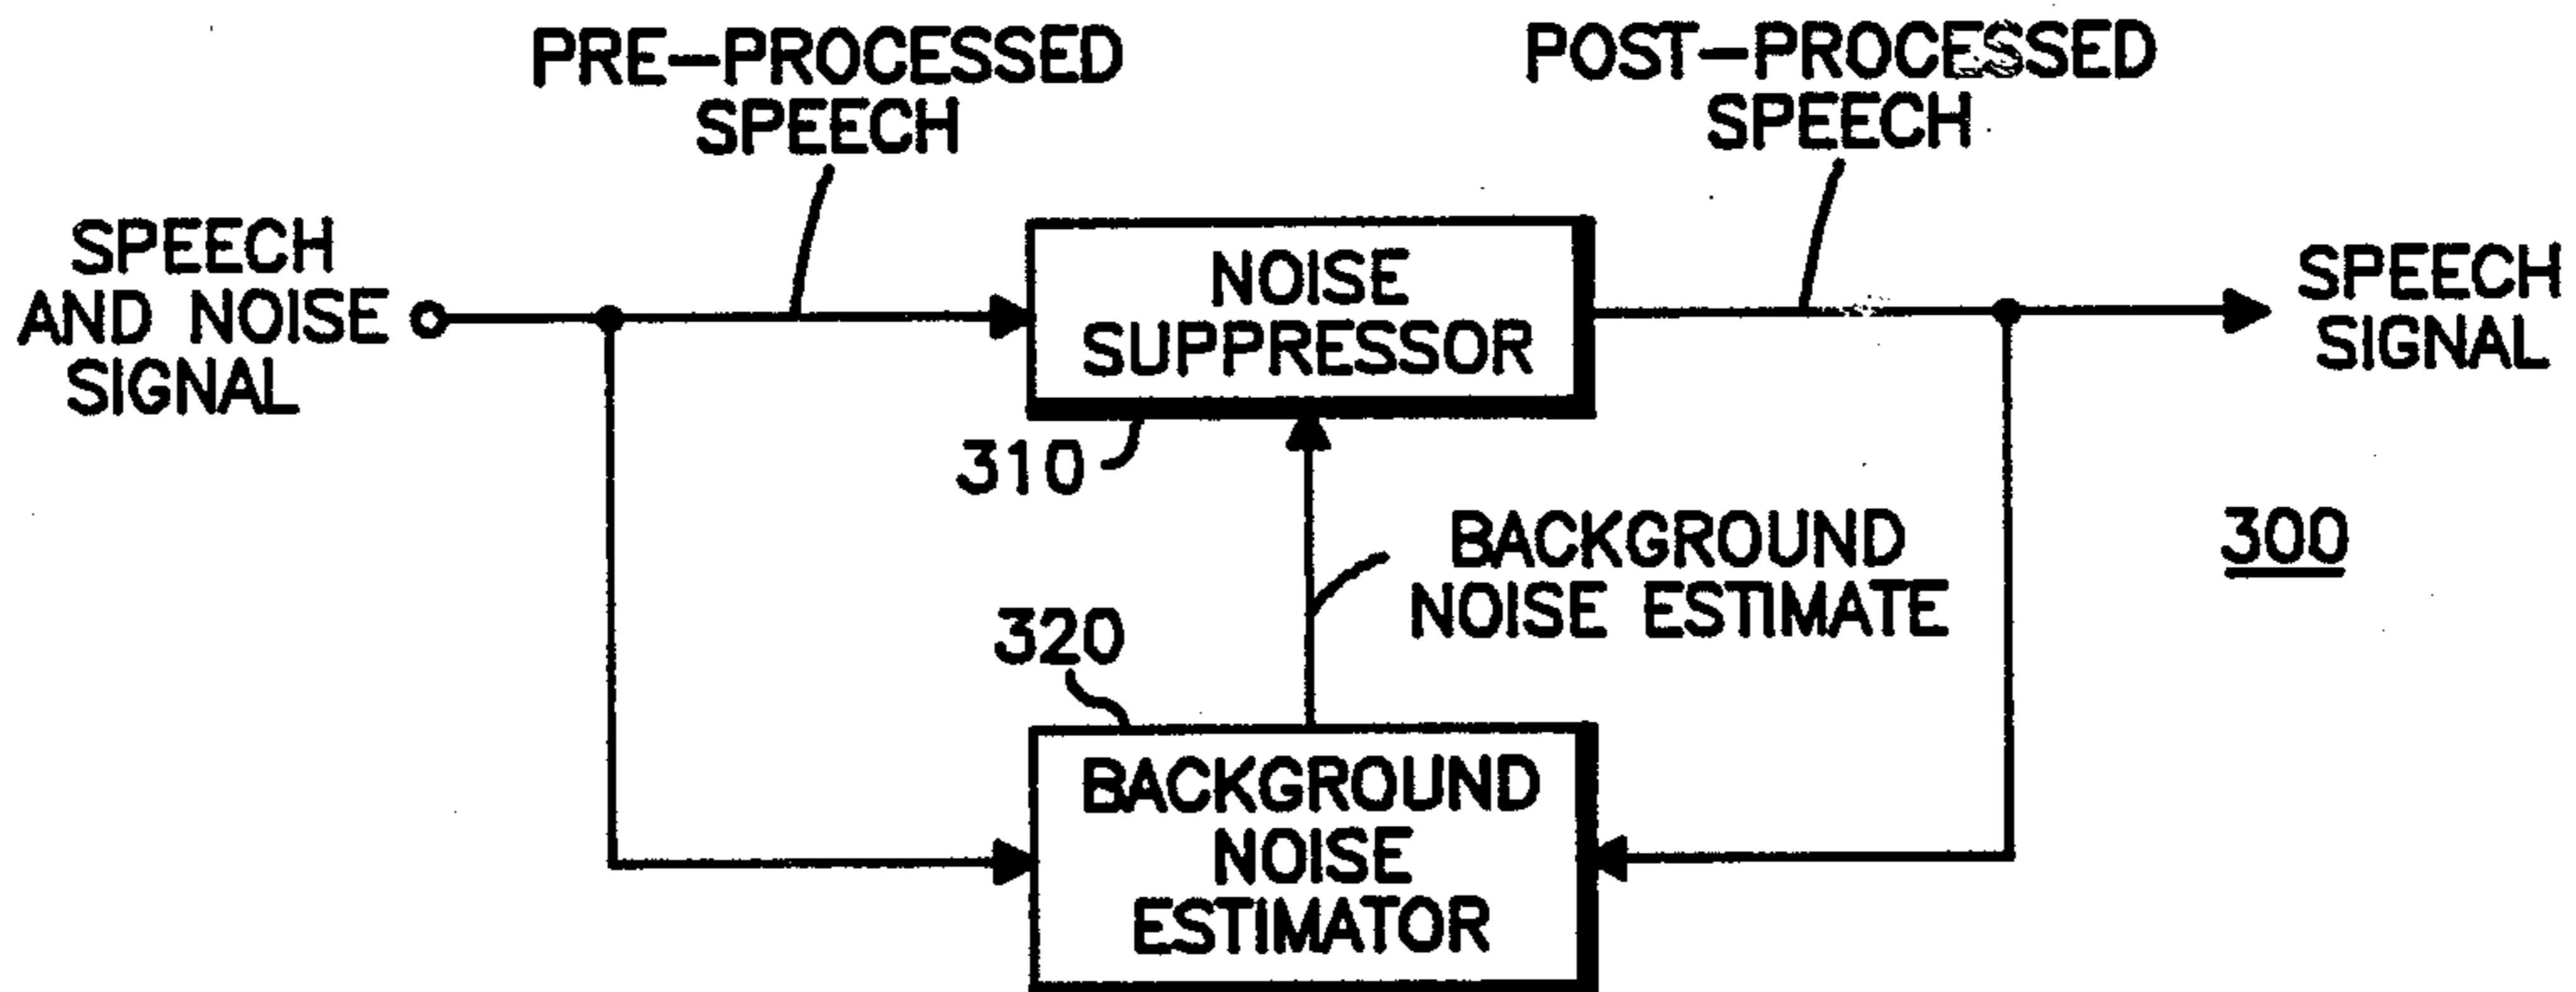 PRE-PROCESSED
SPEECH
POST-PROCESSED
SPEECH
SPEECH
AND NOISE
SIGNAL
NOISE
SUPPRESSOR
SPEECH
SIGNAL
310
BACKGROUND
NOISE ESTIMATE
300
320
BACKGROUND
NOISE
ESTIMATOR